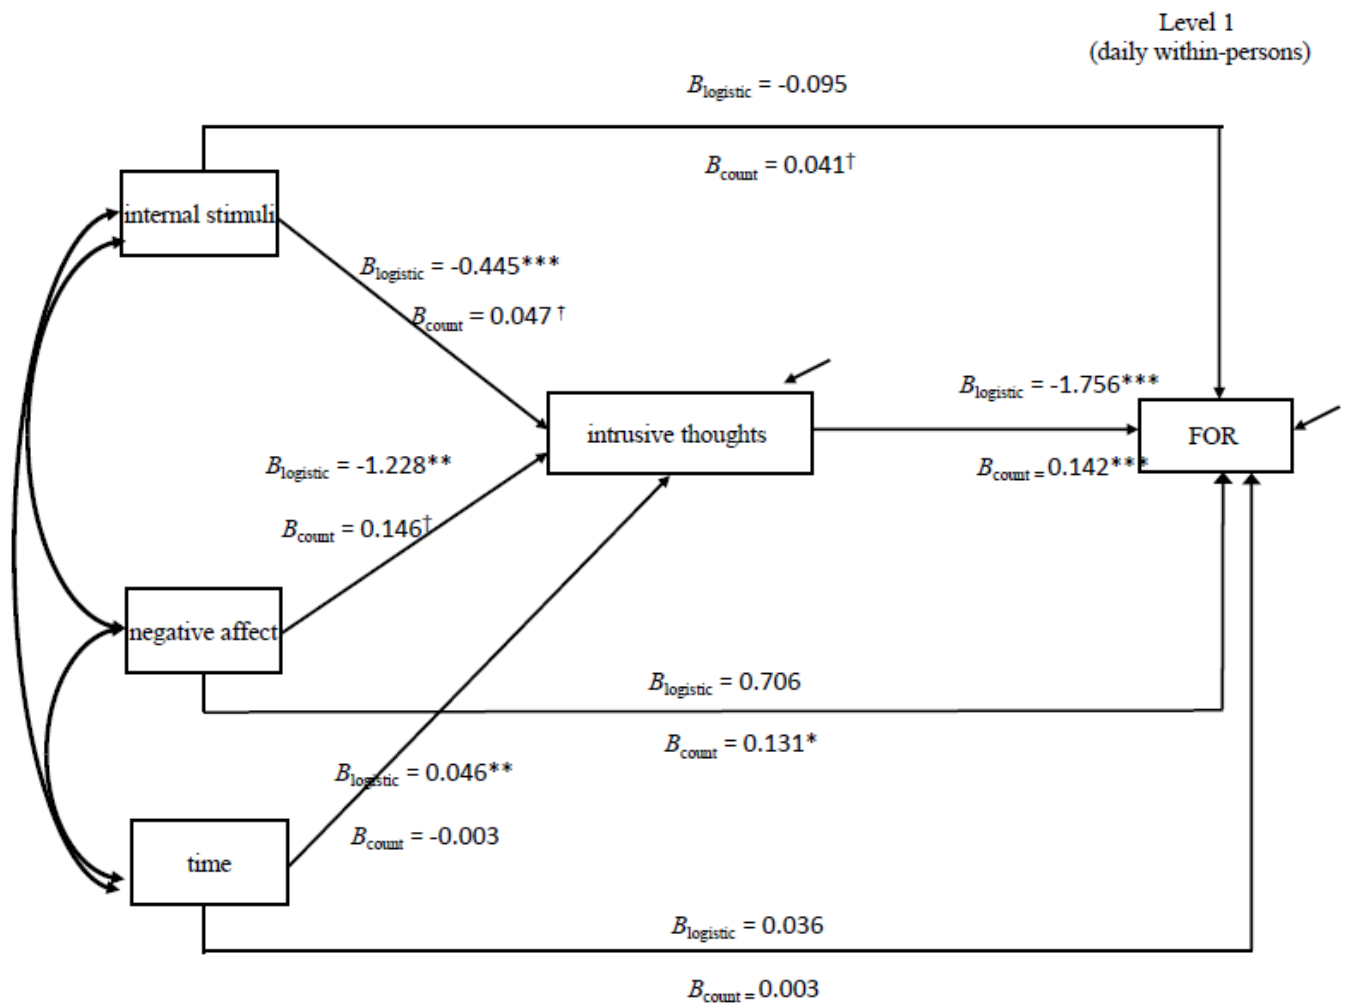 Level 1
(daily within-persons)
Blogistic = -0.095
Bcount = 0.041†
internal stimuli
Blogistic = -0.445***
Bcount = 0.047 †
Blogistic = -1.756***
intrusive thoughts
FOR
Blogistic = -1.228**
Bcount = 0.142***
Bcount = 0.146†
negative affect
Blogistic = 0.706
Bcount = 0.131*
Blogistic = 0.046**
Bcount = -0.003
time
Blogistic = 0.036
Bcount = 0.003